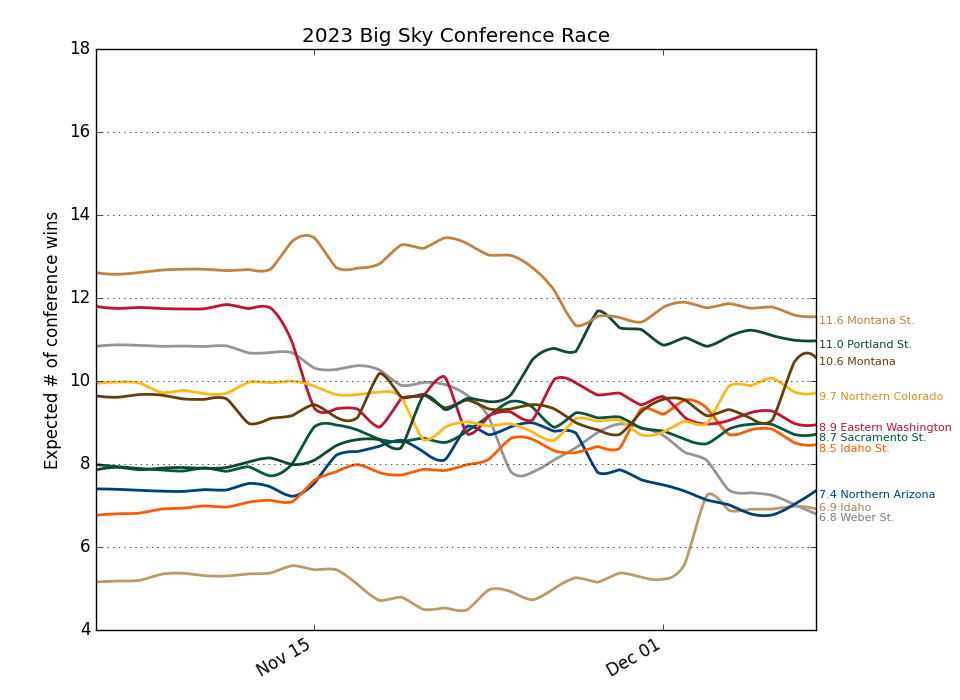 2023 Big Sky Conference Race
Expected # of conference wins
18
16
14
12
10
8
6
4
Nov 15
Dec 01
11.6 Montana St.
11.0 Portland St.
10.6 Montana
9.7 Northern Colorado
8.9 Eastern Washington
8.7 Sacramento St.
8.5 Idaho St.
7.4 Northern Arizona
6.9 Idaho
6.8 Weber St.